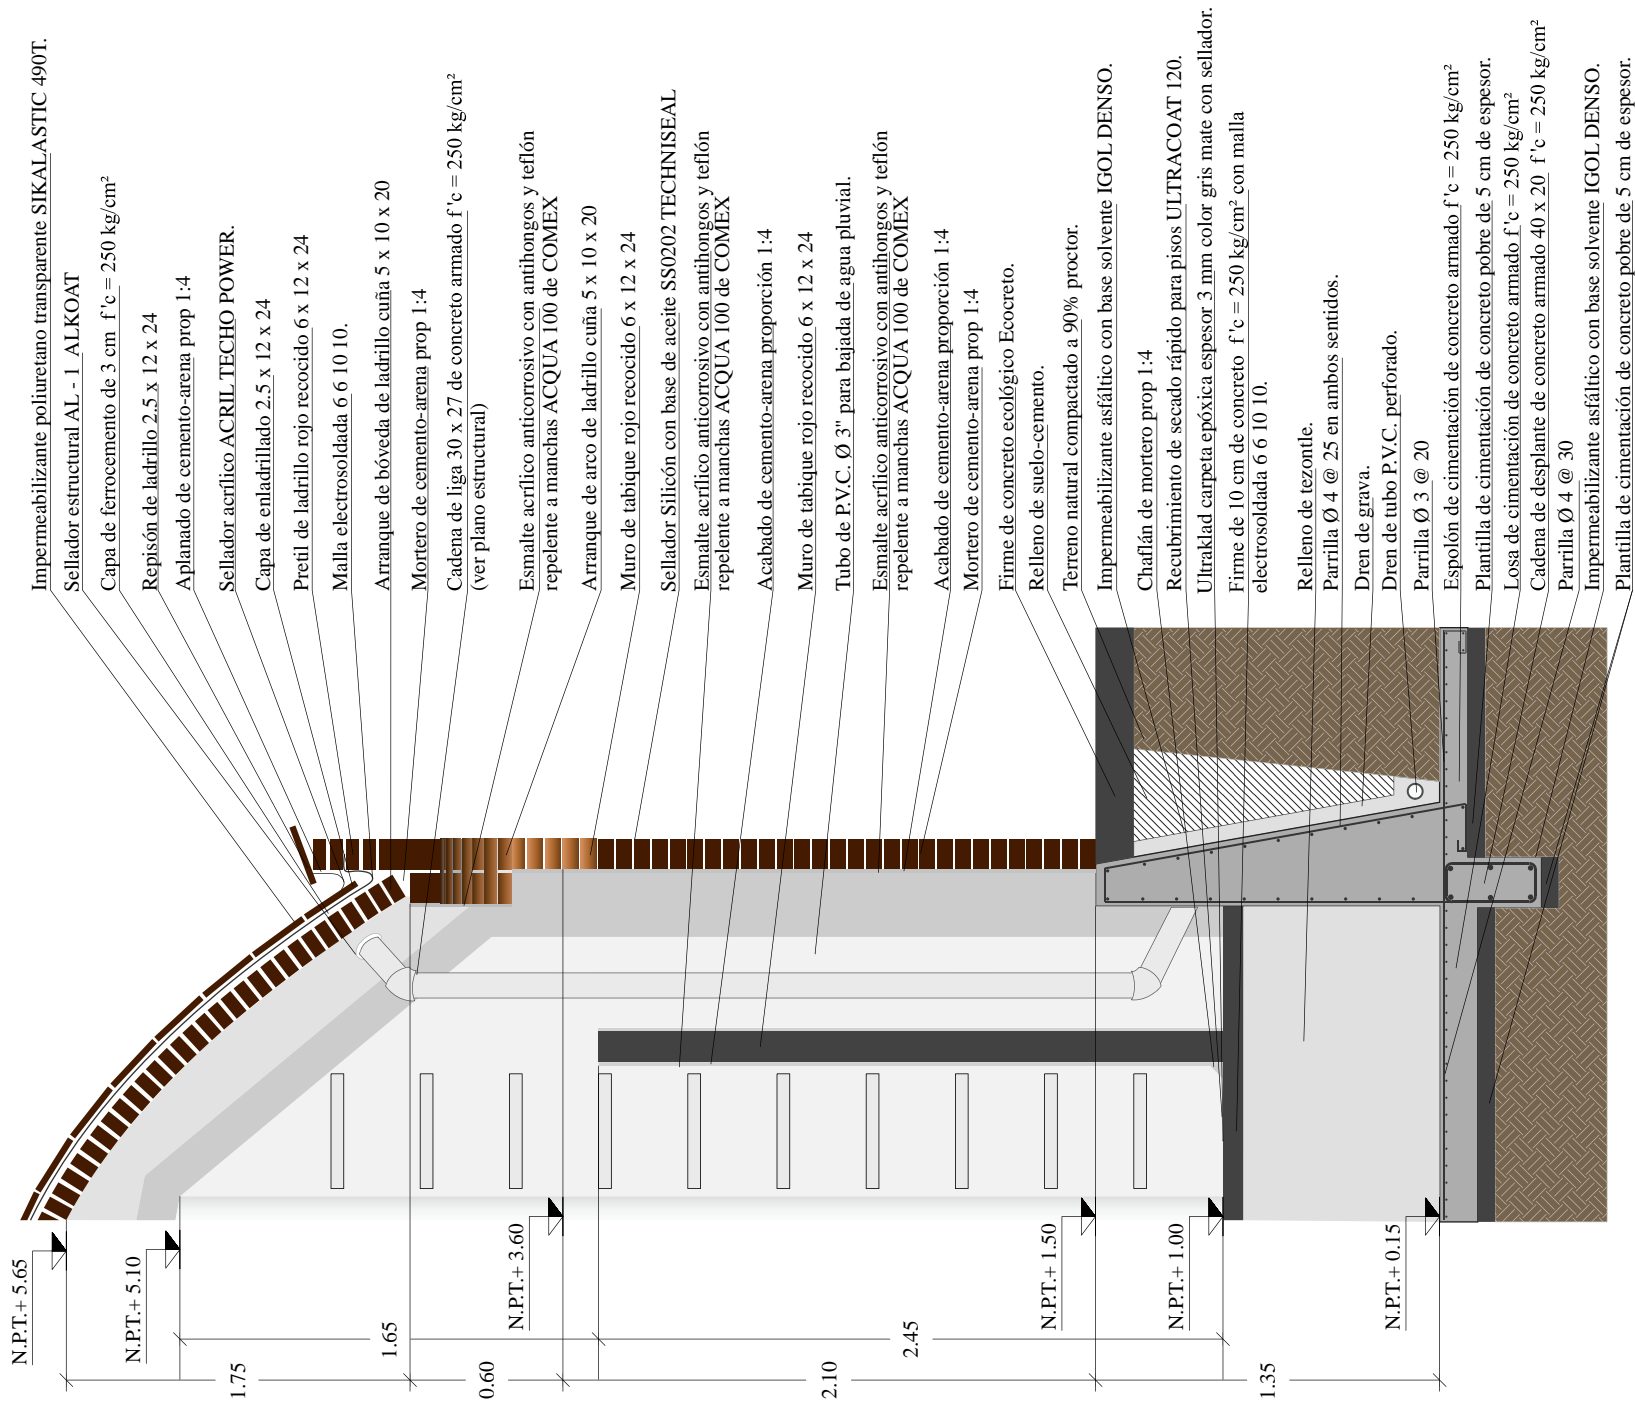 Impermeabilizante poliuretano transparente SIKALASTIC 490T.
Sellador estructural AL - 1 ALKOAT
Capa de ferrocemento de 3 cm f 'c = 250 kg/cm²
Repisón de ladrillo 2.5 x 12 x 24
Aplanado de cemento-arena prop 1:4
Sellador acrílico ACRIL TECHO POWER.
Capa de enladrillado 2.5 x 12 x 24
Pretil de ladrillo rojo recocido 6 x 12 x 24
Malla electrosoldada 6 6 10 10.
Arranque de bóveda de ladrillo cuña 5 x 10 x 20
Mortero de cemento-arena prop 1:4
Cadena de liga 30 x 27 de concreto armado f 'c = 250 kg/cm²
(ver plano estructural)
Esmalte acrílico anticorrosivo con antihongos y teflón
repelente a manchas ACQUA 100 de COMEX
Arranque de arco de ladrillo cuña 5 x 10 x 20
Muro de tabique rojo recocido 6 x 12 x 24
Sellador Silicón con base de aceite SS0202 TECHNISEAL
Esmalte acrílico anticorrosivo con antihongos y teflón
repelente a manchas ACQUA 100 de COMEX
Acabado de cemento-arena proporción 1:4
Muro de tabique rojo recocido 6 x 12 x 24
Tubo de P.V.C. Ø 3" para bajada de agua pluvial.
Esmalte acrílico anticorrosivo con antihongos y teflón
repelente a manchas ACQUA 100 de COMEX
Acabado de cemento-arena proporción 1:4
Mortero de cemento-arena prop 1:4
Firme de concreto ecológico Ecocreto.
Relleno de suelo-cemento.
Terreno natural compactado a 90% proctor.
Impermeabilizante asfáltico con base solvente IGOL DENSO.
Chaflán de mortero prop 1:4
Recubrimiento de secado rápido para pisos ULTRACOAT 120.
Ultraklad carpeta epóxica espesor 3 mm color gris mate con sellador.
Firme de 10 cm de concreto f 'c = 250 kg/cm² con malla
electrosoldada 6 6 10 10.
Relleno de tezontle.
Parrilla Ø 4 @ 25 en ambos sentidos.
Dren de grava.
Dren de tubo P.V.C. perforado.
Parrilla Ø 3 @ 20
Espolón de cimentación de concreto armado f 'c = 250 kg/cm²
Plantilla de cimentación de concreto pobre de 5 cm de espesor.
Losa de cimentación de concreto armado f 'c = 250 kg/cm²
Cadena de desplante de concreto armado 40 x 20 f 'c = 250 kg/cm²
Parrilla Ø 4 @ 30
Impermeabilizante asfáltico con base solvente IGOL DENSO.
Plantilla de cimentación de concreto pobre de 5 cm de espesor.
N.P.T.+ 5.65
N.P.T.+ 5.10
N.P.T.+ 3.60
N.P.T.+ 1.50
N.P.T.+ 1.00
N.P.T.+ 0.15
1.65
2.45
1.75
0.60
2.10
1.35